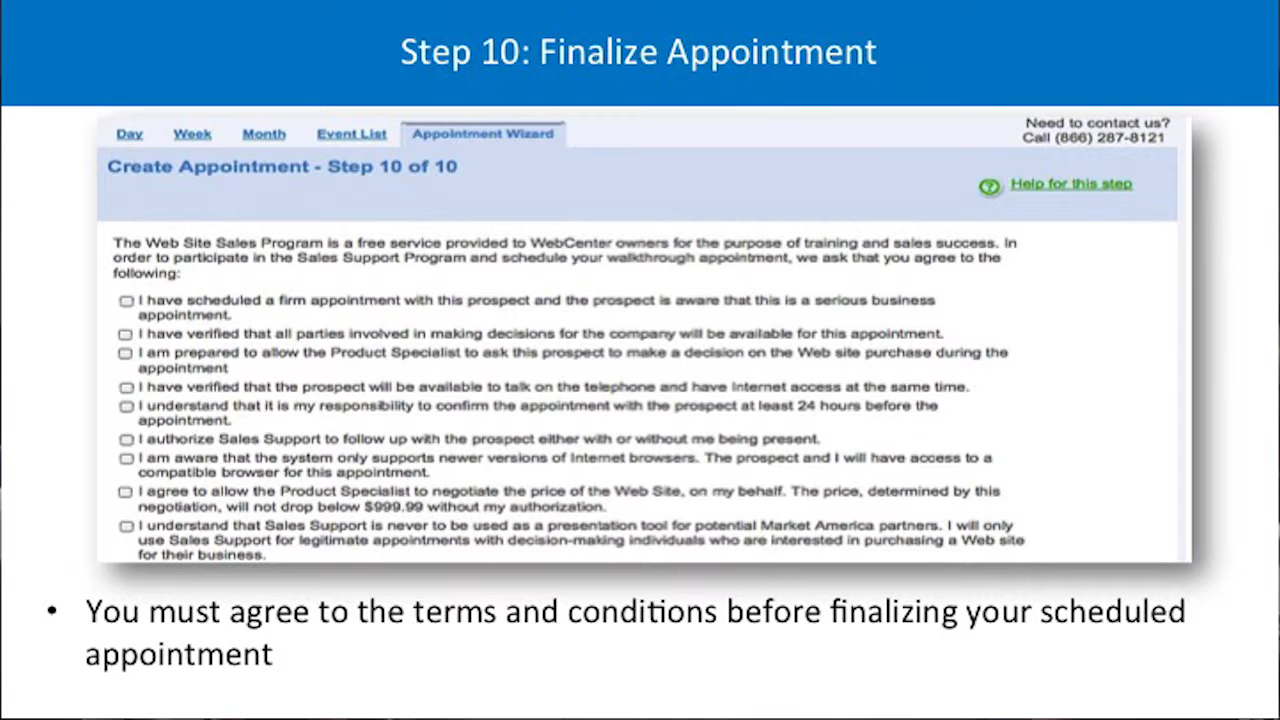 Step 10: Finalize Appointment
Day Week Month Event List Appointment Wizard
Need to contact us?
Call (866) 287-8121
Create Appointment - Step 10 of 10
Help for this step
The Web Site Sales Program is a free service provided to WebCenter owners for the purpose of training and sales success. In
order to participate in the Sales Support Program and schedule your walkthrough appointment, we ask that you agree to the
following:
I have scheduled a firm appointment with this prospect and the prospect is aware that this is a serious business
appointment.
I have verified that all parties involved in making decisions for the company will be available for this appointment.
I am prepared to allow the Product Specialist to ask this prospect to make a decision on the Web site purchase during the
appointment
I have verified that the prospect will be available to talk on the telephone and have Internet access at the same time.
I understand that it is my responsibility to confirm the appointment with the prospect at least 24 hours before the
appointment.
I authorize Sales Support to follow up with the prospect either with or without me being present.
I am aware that the system only supports newer versions of Internet browsers. The prospect and I will have access to a
compatible browser for this appointment.
I agree to allow the Product Specialist to negotiate the price of the Web Site, on my behalf. The price, determined by this
negotiation, will not drop below $999.99 without my authorization.
I understand that Sales Support is never to be used as a presentation tool for potential Market America partners. I will only
use Sales Support for legitimate appointments with decision-making individuals who are interested in purchasing a Web site
for their business.
• You must agree to the terms and conditions before finalizing your scheduled
appointment